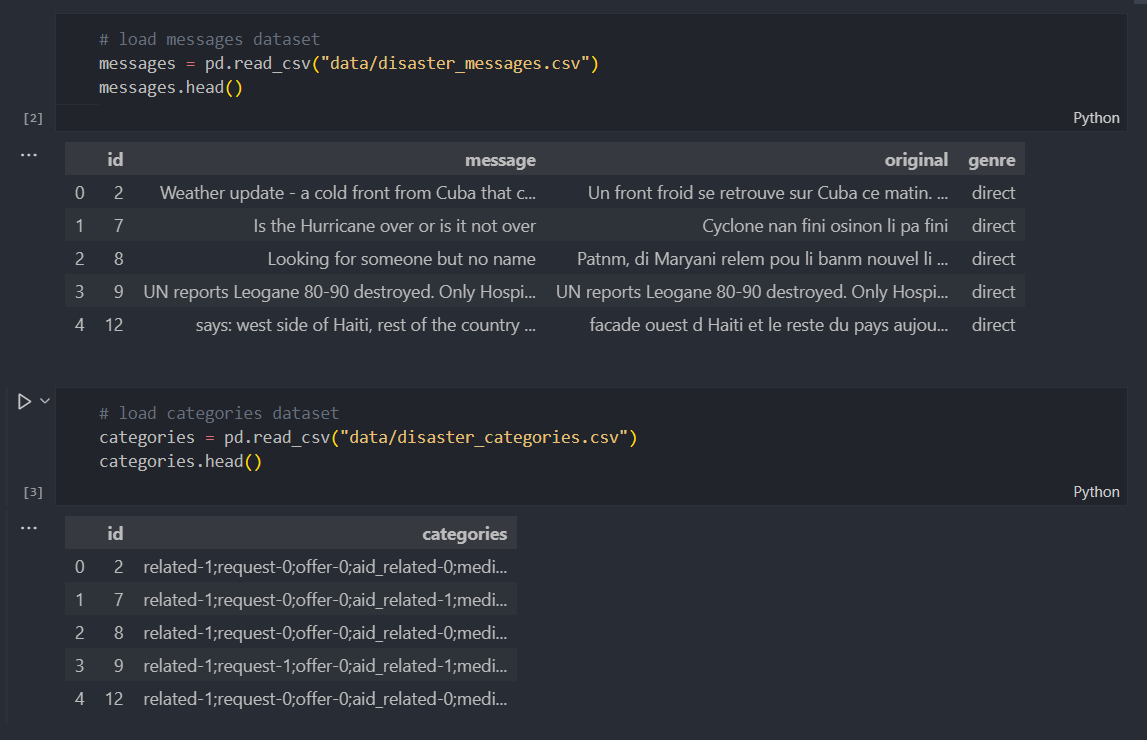 # load messages dataset
messages = pd.read_csv("data/disaster_messages.csv")
messages.head()
[2]
Python
...
id message original genre
0 2 Weather update - a cold front from Cuba that c... Un front froid se retrouve sur Cuba ce matin. ... direct
1 7 Is the Hurricane over or is it not over Cyclone nan fini osinon li pa fini direct
2 8 Looking for someone but no name Patnm, di Maryani relem pou li banm nouvel li ... direct
3 9 UN reports Leogane 80-90 destroyed. Only Hospi... UN reports Leogane 80-90 destroyed. Only Hospi... direct
4 12 says: west side of Haiti, rest of the country ... facade ouest d Haiti et le reste du pays aujou... direct
# load categories dataset
categories = pd.read_csv("data/disaster_categories.csv")
categories.head()
[3]
Python
...
id categories
0 2 related-1;request-0;offer-0;aid_related-0;medi...
1 7 related-1;request-0;offer-0;aid_related-1;medi...
2 8 related-1;request-0;offer-0;aid_related-0;medi...
3 9 related-1;request-1;offer-0;aid_related-1;medi...
4 12 related-1;request-0;offer-0;aid_related-0;medi...